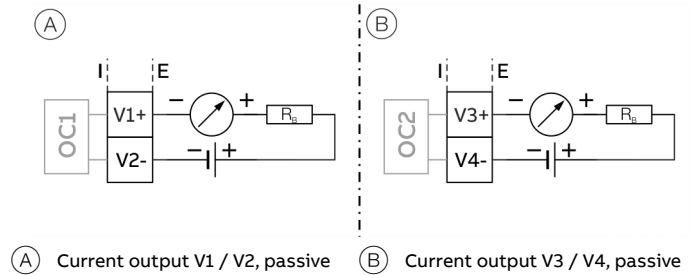 A
I E
OC1
V1+
V2-
− +
R_B
− +
B
I E
OC2
V3+
V4-
− +
R_B
− +
A Current output V1 / V2, passive
B Current output V3 / V4, passive